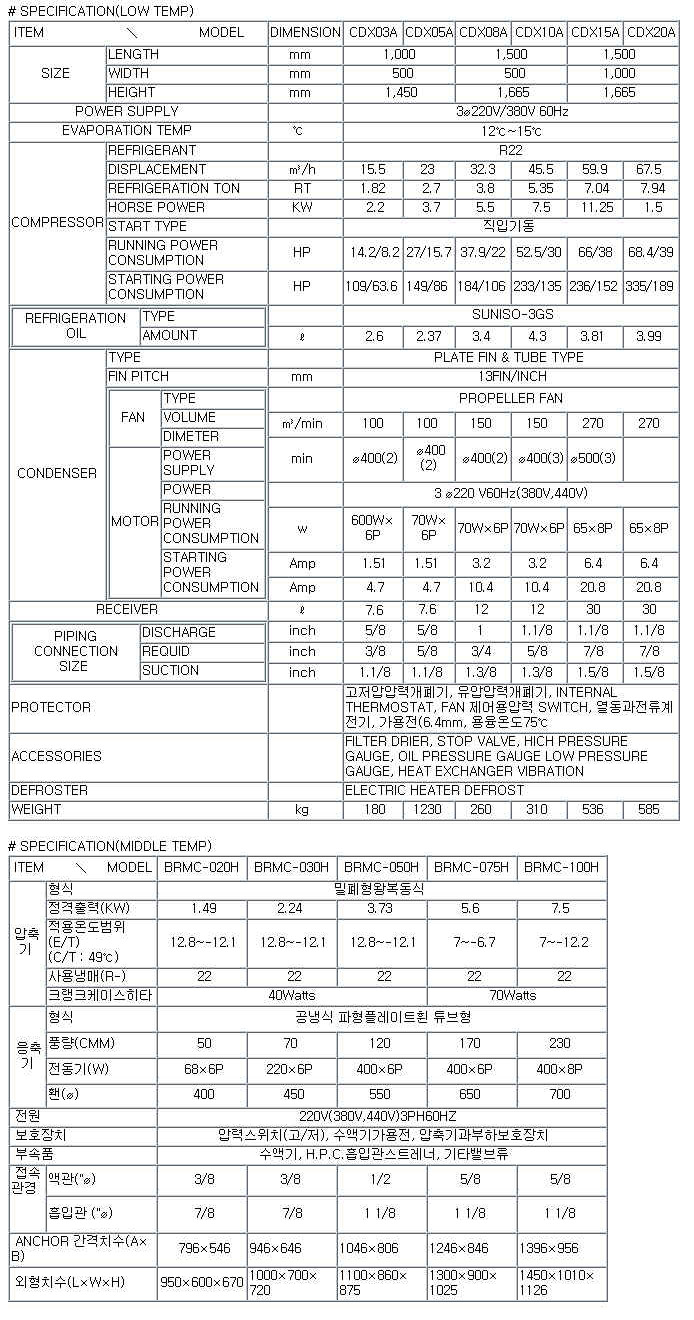 # SPECIFICATION(LOW TEMP)
ITEM ＼ MODEL DIMENSION CDX03A CDX05A CDX08A CDX10A CDX15A CDX20A
SIZE LENGTH mm 1,000 1,500 1,500
WIDTH mm 500 500 1,000
HEIGHT mm 1,450 1,665 1,665
POWER SUPPLY 3⌀220V/380V 60Hz
EVAPORATION TEMP ℃ 12℃~15℃
COMPRESSOR REFRIGERANT R22
DISPLACEMENT ㎥/h 15.5 23 32.3 45.5 59.9 67.5
REFRIGERATION TON RT 1.82 2.7 3.8 5.35 7.04 7.94
HORSE POWER KW 2.2 3.7 5.5 7.5 11.25 1.5
START TYPE 직입기동
RUNNING POWER
CONSUMPTION HP 14.2/8.2 27/15.7 37.9/22 52.5/30 66/38 68.4/39
STARTING POWER
CONSUMPTION HP 109/63.6 149/86 184/106 233/135 236/152 335/189
REFRIGERATION
OIL TYPE SUNISO-3GS
AMOUNT ℓ 2.6 2.37 3.4 4.3 3.81 3.99
CONDENSER TYPE PLATE FIN & TUBE TYPE
FIN PITCH mm 13FIN/INCH
FAN TYPE PROPELLER FAN
VOLUME ㎥/min 100 100 150 150 270 270
DIMETER
MOTOR POWER
SUPPLY min ⌀400(2) ⌀400
(2) ⌀400(2) ⌀400(3) ⌀500(3)
POWER 3 ⌀220 V60Hz(380V,440V)
RUNNING
POWER
CONSUMPTION w 600W×
6P 70W×
6P 70W×6P 70W×6P 65×8P 65×8P
STARTING
POWER
CONSUMPTION Amp 1.51 1.51 3.2 3.2 6.4 6.4
Amp 4.7 4.7 10.4 10.4 20.8 20.8
RECEIVER ℓ 7.6 7.6 12 12 30 30
PIPING
CONNECTION
SIZE DISCHARGE inch 5/8 5/8 1 1.1/8 1.1/8 1.1/8
REQUID inch 3/8 5/8 3/4 5/8 7/8 7/8
SUCTION inch 1.1/8 1.1/8 1.3/8 1.3/8 1.5/8 1.5/8
PROTECTOR 고저압압력개폐기, 유압압력개폐기, INTERNAL
THERMOSTAT, FAN 제어용압력 SWITCH, 열동과전류계
전기, 가용전(6.4mm, 용융온도75℃
ACCESSORIES FILTER DRIER, STOP VALVE, HICH PRESSURE
GAUGE, OIL PRESSURE GAUGE LOW PRESSURE
GAUGE, HEAT EXCHANGER VIBRATION
DEFROSTER ELECTRIC HEATER DEFROST
WEIGHT kg 180 1230 260 310 536 585
# SPECIFICATION(MIDDLE TEMP)
ITEM ＼ MODEL BRMC-020H BRMC-030H BRMC-050H BRMC-075H BRMC-100H
압축
기 형식 밀폐형왕복동식
정격출력(KW) 1.49 2.24 3.73 5.6 7.5
적용온도범위
(E/T)
(C/T : 49℃) 12.8~-12.1 12.8~-12.1 12.8~-12.1 7~-6.7 7~-12.2
사용냉매(R-) 22 22 22 22 22
크랭크케이스히타 40Watts 70Watts
응축
기 형식 공냉식 파형플레이트휜 튜브형
풍량(CMM) 50 70 120 170 230
전동기(W) 68×6P 220×6P 400×6P 400×6P 400×8P
휀(⌀) 400 450 550 650 700
전원 220V(380V,440V)3PH60HZ
보호장치 압력스위치(고/저), 수액기가용전, 압축기과부하보호장치
부속품 수액기, H.P.C.흡입관스트레너, 기타밸브류
접속
관경 액관("⌀) 3/8 3/8 1/2 5/8 5/8
흡입관 ("⌀) 7/8 7/8 1 1/8 1 1/8 1 1/8
ANCHOR 간격치수(A×
B) 796×546 946×646 1046×806 1246×846 1396×956
외형치수(L×W×H) 950×600×670 1000×700×
720 1100×860×
875 1300×900×
1025 1450×1010×
1126